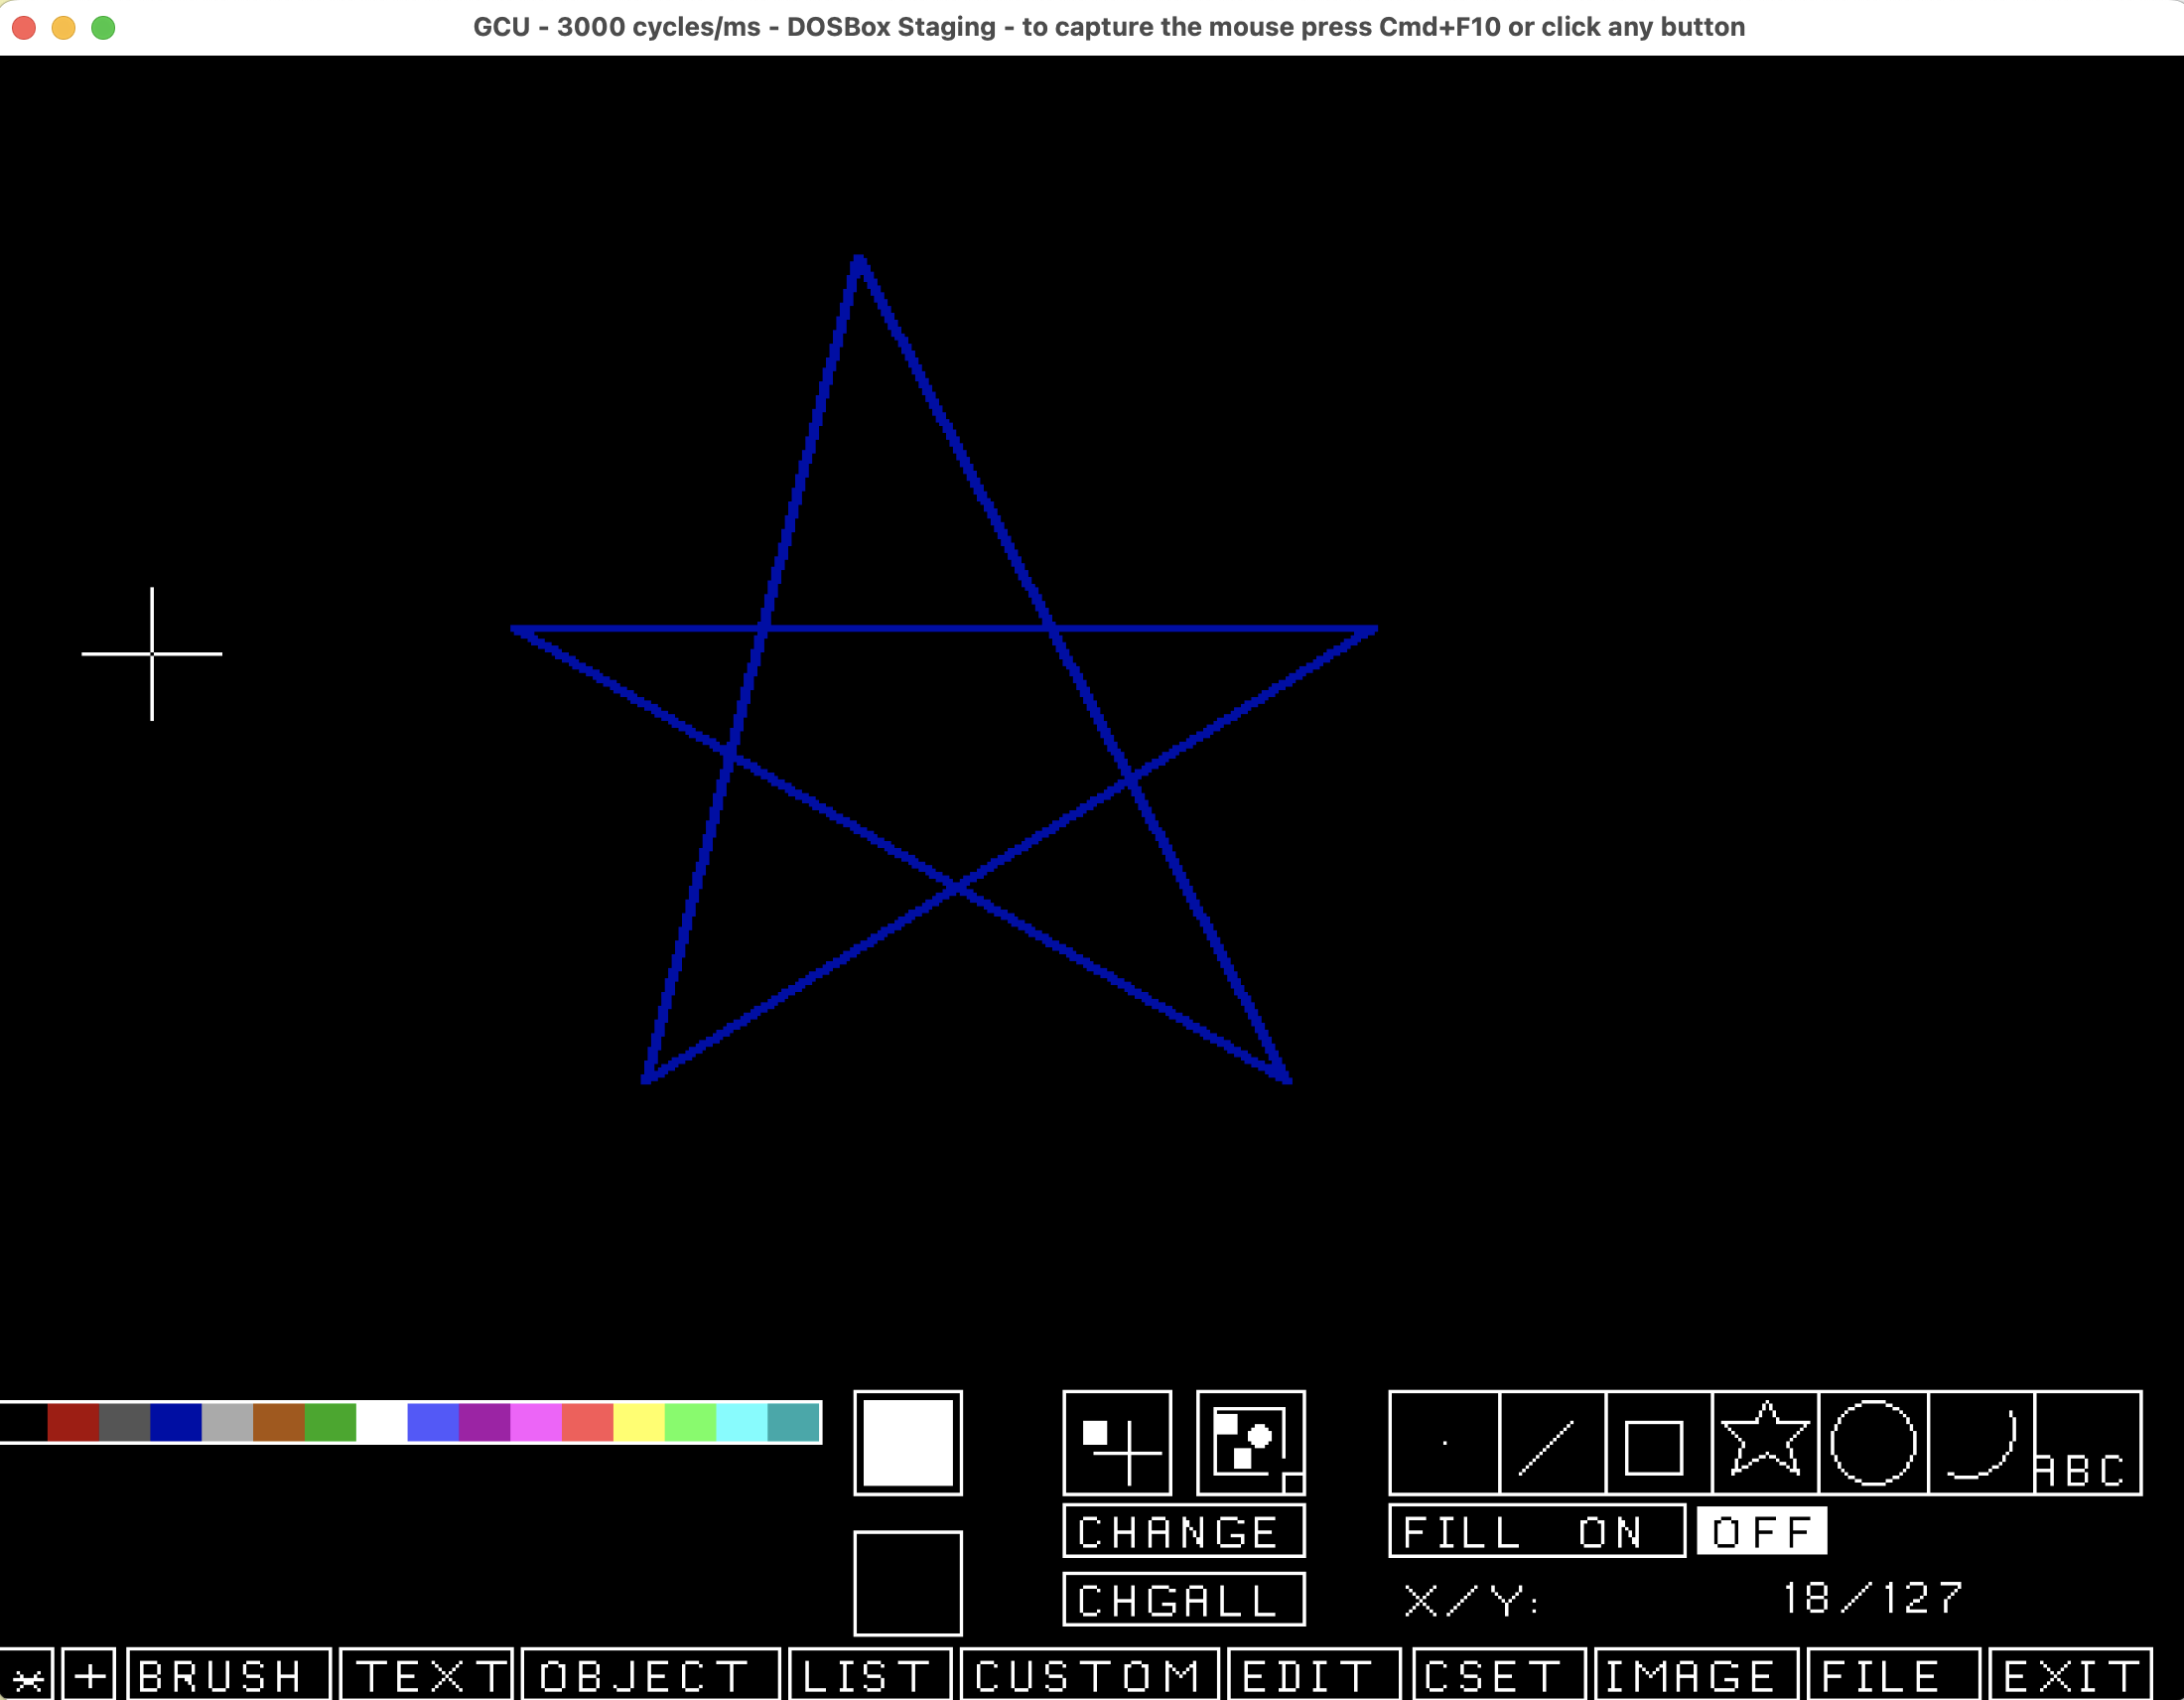 GCU - 3000 cycles/ms - DOSBox Staging - to capture the mouse press Cmd+F10 or click any button
ABC
CHANGE FILL ON OFF
CHGALL X/Y: 18/127
* + BRUSH TEXT OBJECT LIST CUSTOM EDIT CSET IMAGE FILE EXIT